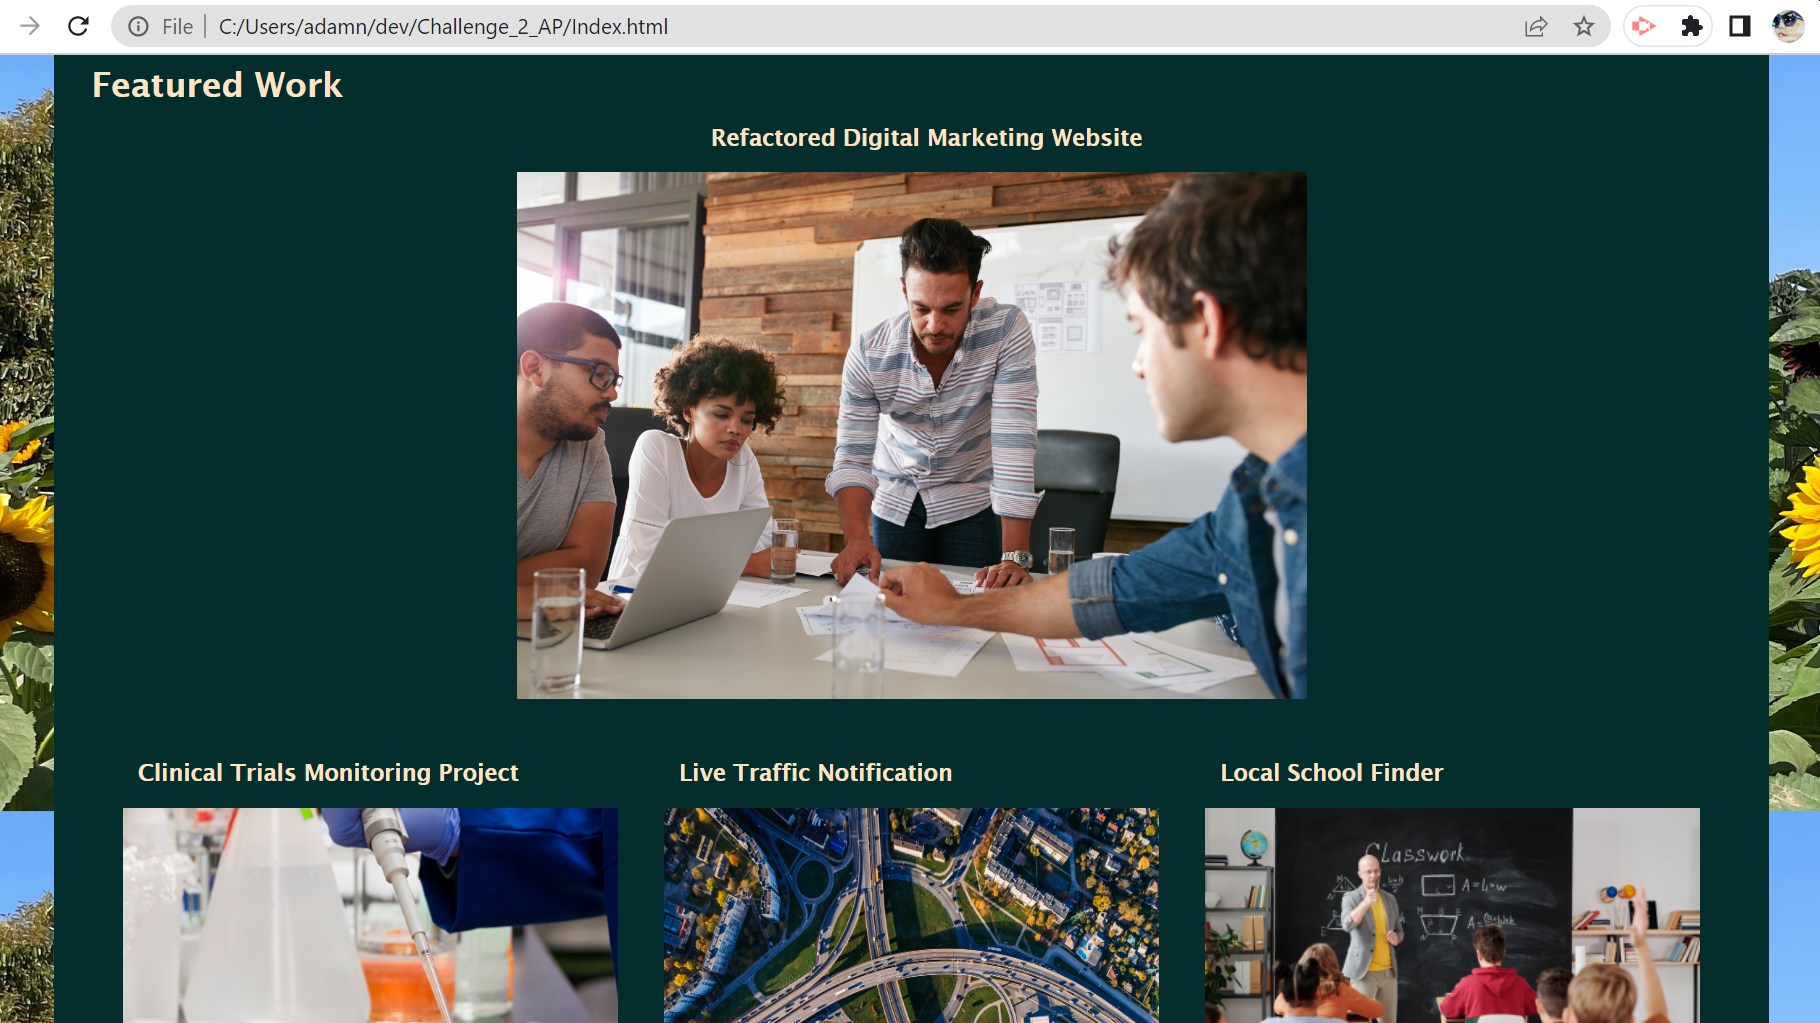 File | C:/Users/adamn/dev/Challenge_2_AP/Index.html
Featured Work
Refactored Digital Marketing Website
Clinical Trials Monitoring Project
Live Traffic Notification
Local School Finder
Classwork